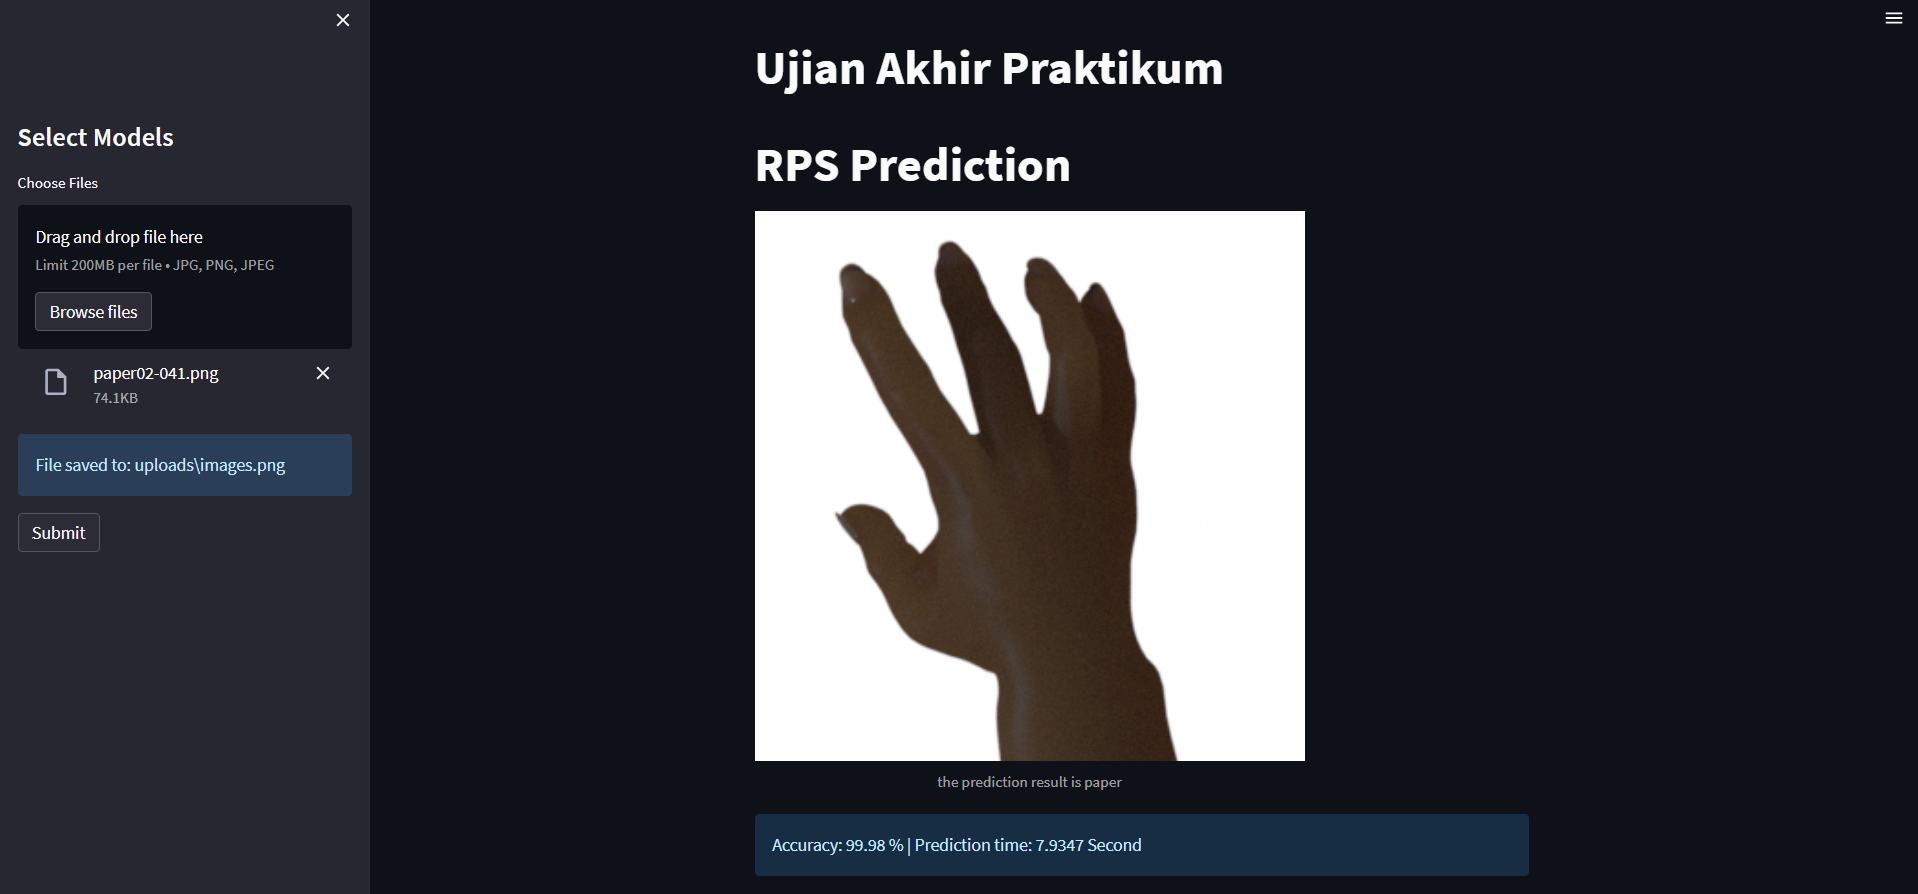 Select Models
Choose Files
Drag and drop file here
Limit 200MB per file • JPG, PNG, JPEG
Browse files
paper02-041.png
74.1KB
File saved to: uploads\images.png
Submit
Ujian Akhir Praktikum
RPS Prediction
the prediction result is paper
Accuracy: 99.98 % | Prediction time: 7.9347 Second